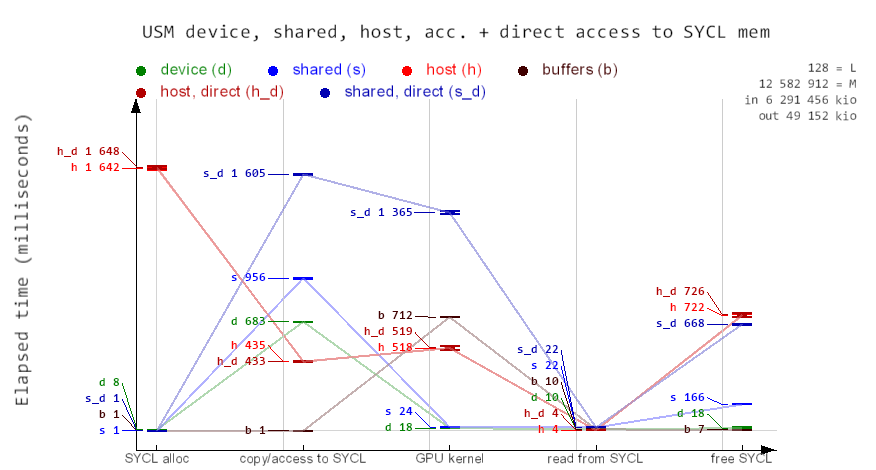 USM device, shared, host, acc. + direct access to SYCL mem
device (d) shared (s) host (h) buffers (b)
host, direct (h_d) shared, direct (s_d)
128 = L
12 582 912 = M
in 6 291 456 kio
out 49 152 kio
Elapsed time (milliseconds)
h_d 1 648
h 1 642
d 8
s_d 1
b 1
s 1
s_d 1 605
s 956
d 683
h 435
h_d 433
b 1
s_d 1 365
b 712
h_d 519
h 518
s 24
d 18
s_d 22
s 22
b 10
d 10
h_d 4
h 4
h_d 726
h 722
s_d 668
s 166
d 18
b 7
SYCL alloc copy/access to SYCL GPU kernel read from SYCL free SYCL